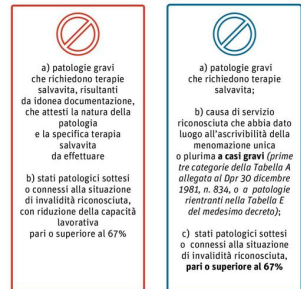 a) patologie gravi
che richiedono terapie
salvavita, risultanti
da idonea documentazione,
che attesti la natura della
patologia
e la specifica terapia
salvavita
da effettuare
b) stati patologici sottesi
o connessi alla situazione
di invalidità riconosciuta,
con riduzione della capacità
lavorativa
pari o superiore al 67%
a) patologie gravi
che richiedono terapie
salvavita;
b) causa di servizio
riconosciuta che abbia dato
luogo all'ascrivibilità della
menomazione unica
o plurima a casi gravi (prime
tre categorie della Tabella A
allegata al Dpr 30 dicembre
1981, n. 834, o a patologie
rientranti nella Tabella E
del medesimo decreto);
c) stati patologici sottesi
o connessi alla situazione
di invalidità riconosciuta,
pari o superiore al 67%